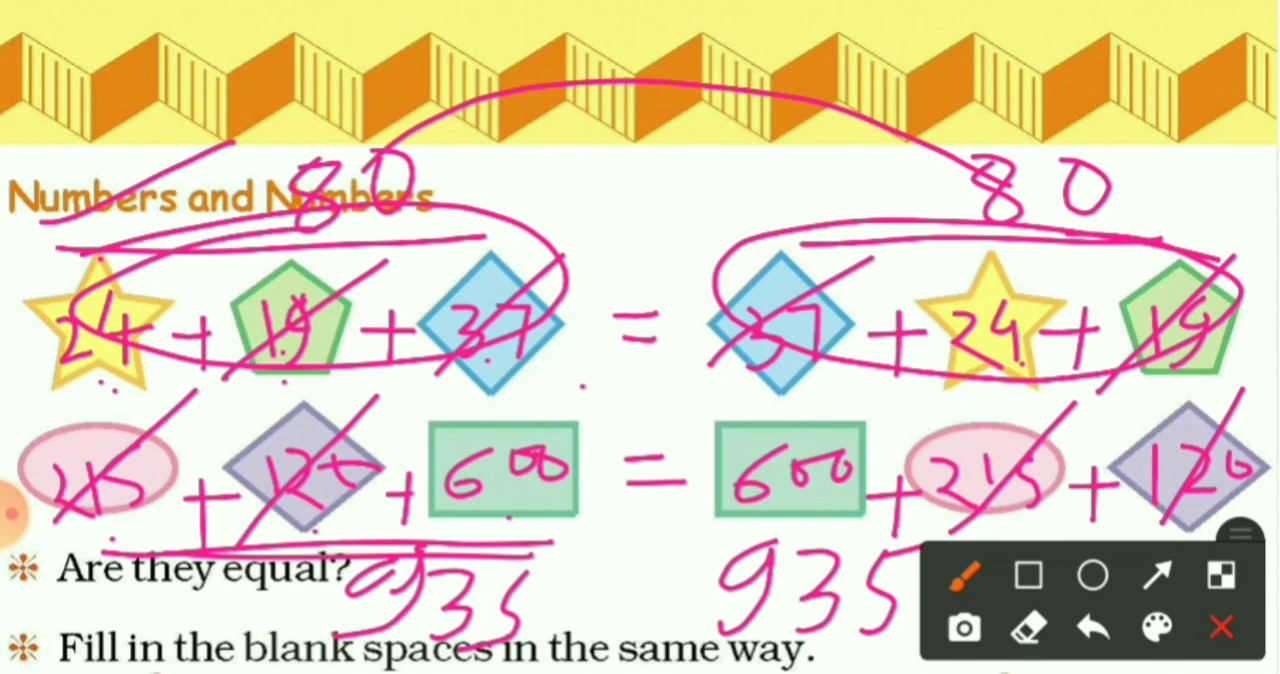 80 80
Numbers and Numbers
24 + 19 + 37 = 37 + 24 + 19
215 + 120 + 600 = 600 + 215 + 120
Are they equal?
935 935
Fill in the blank spaces in the same way.